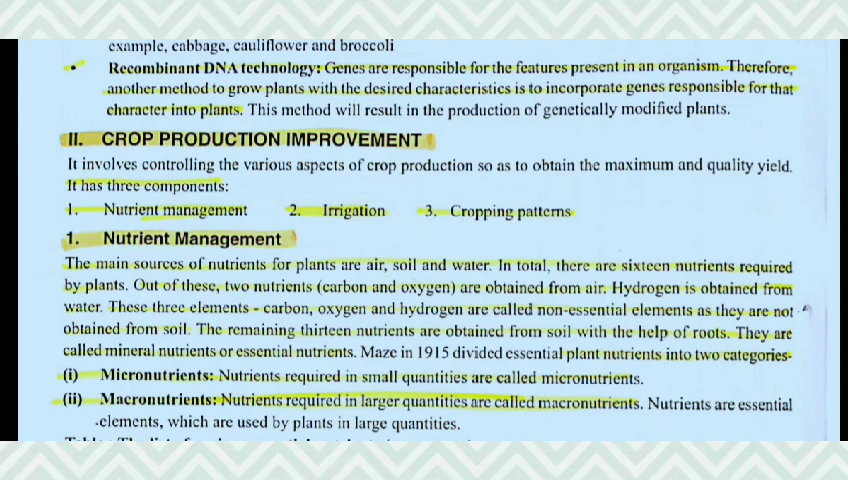 example, cabbage, cauliflower and broccoli
• Recombinant DNA technology: Genes are responsible for the features present in an organism. Therefore,
another method to grow plants with the desired characteristics is to incorporate genes responsible for that
character into plants. This method will result in the production of genetically modified plants.
II. CROP PRODUCTION IMPROVEMENT
It involves controlling the various aspects of crop production so as to obtain the maximum and quality yield.
It has three components:
1. Nutrient management 2. Irrigation 3. Cropping patterns
1. Nutrient Management
The main sources of nutrients for plants are air, soil and water. In total, there are sixteen nutrients required
by plants. Out of these, two nutrients (carbon and oxygen) are obtained from air. Hydrogen is obtained from
water. These three elements - carbon, oxygen and hydrogen are called non-essential elements as they are not
obtained from soil. The remaining thirteen nutrients are obtained from soil with the help of roots. They are
called mineral nutrients or essential nutrients. Maze in 1915 divided essential plant nutrients into two categories-
(i) Micronutrients: Nutrients required in small quantities are called micronutrients.
(ii) Macronutrients: Nutrients required in larger quantities are called macronutrients. Nutrients are essential
elements, which are used by plants in large quantities.